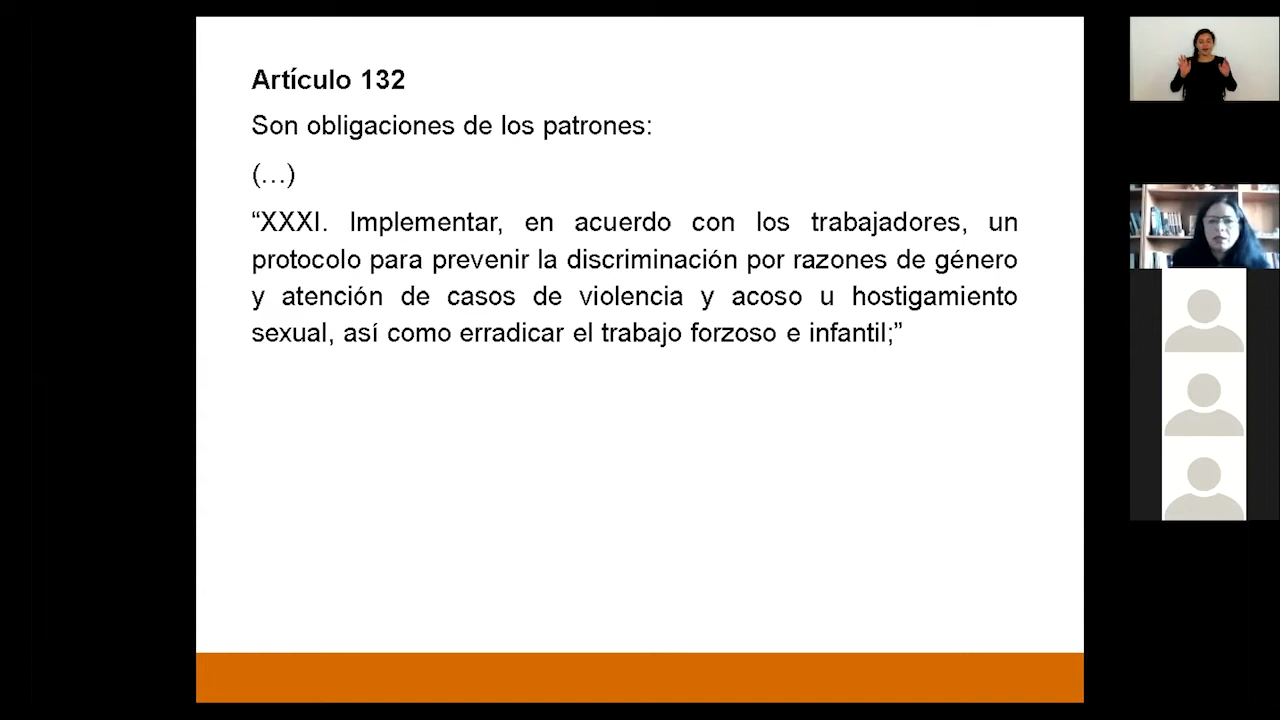 Artículo 132
Son obligaciones de los patrones:
(…)
“XXXI. Implementar, en acuerdo con los trabajadores, un
protocolo para prevenir la discriminación por razones de género
y atención de casos de violencia y acoso u hostigamiento
sexual, así como erradicar el trabajo forzoso e infantil;”